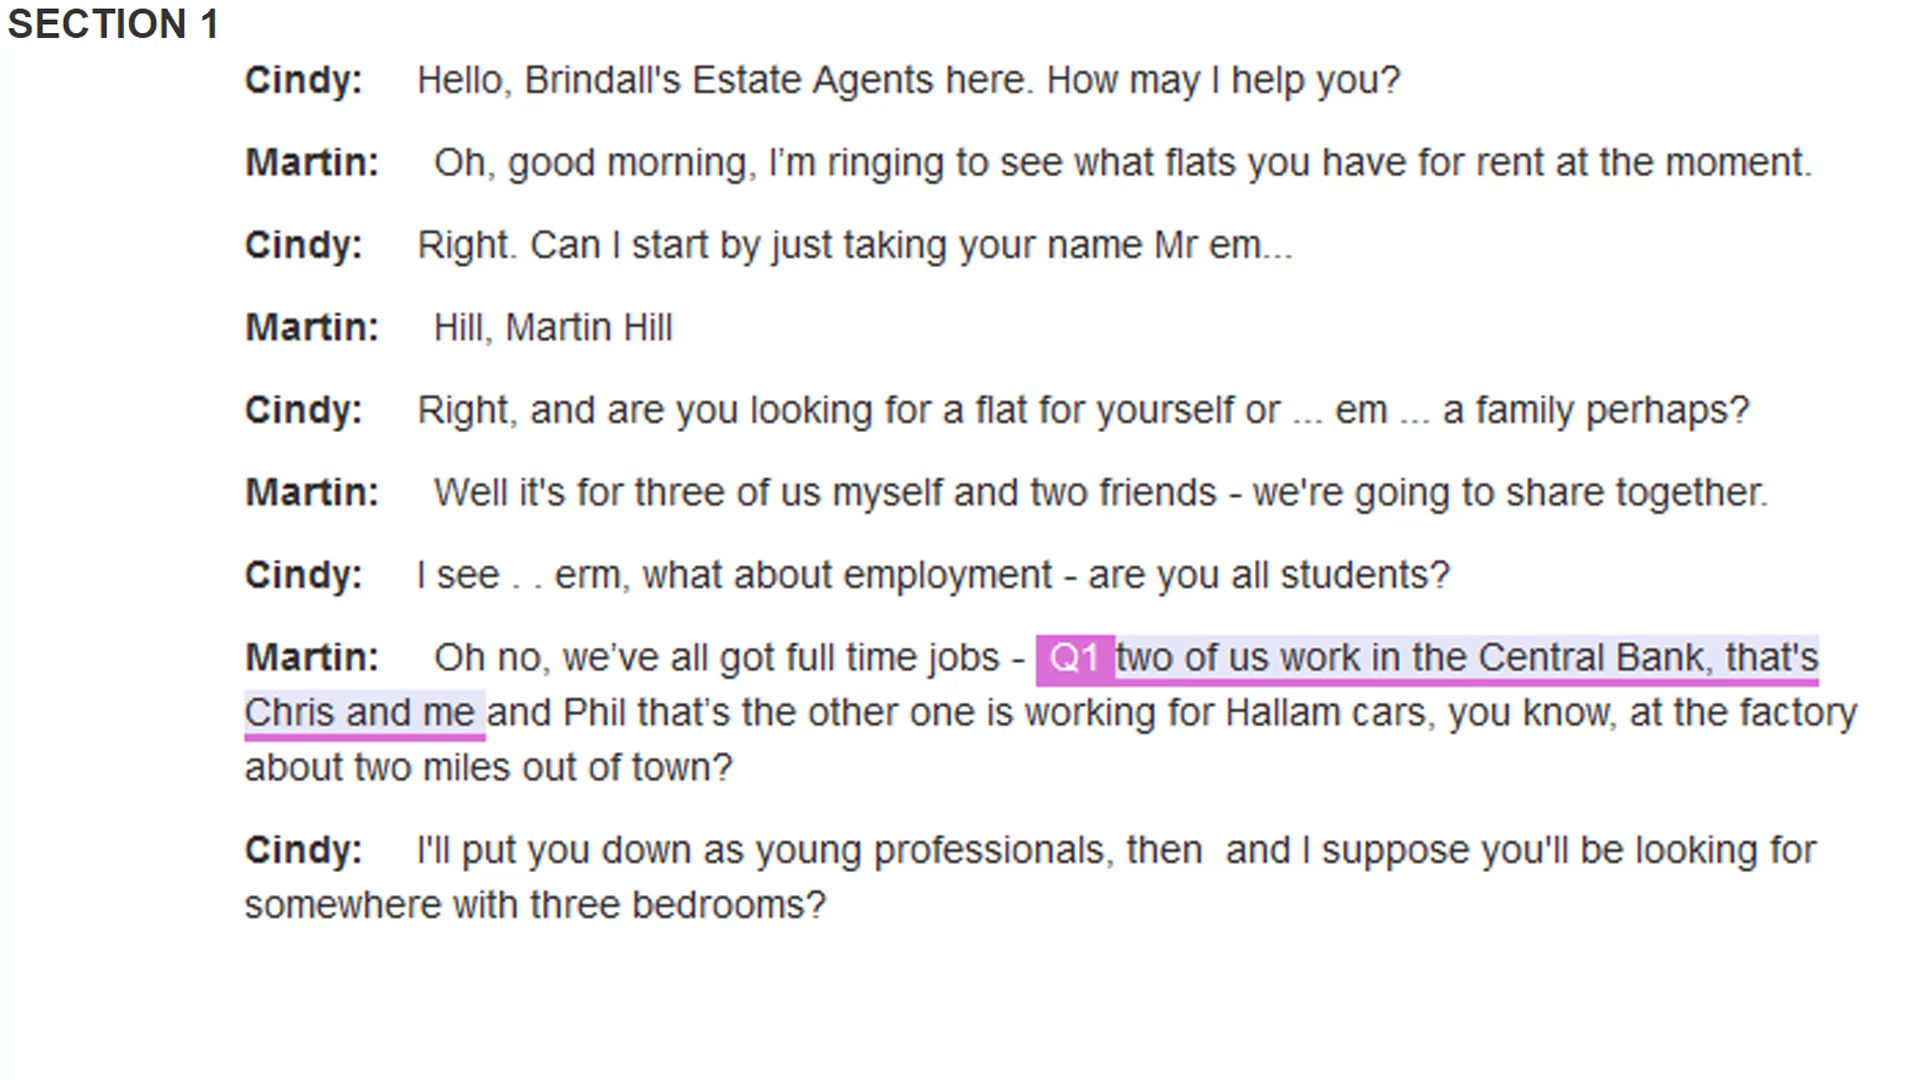 SECTION 1
Cindy: Hello, Brindall's Estate Agents here. How may I help you?
Martin: Oh, good morning, I'm ringing to see what flats you have for rent at the moment.
Cindy: Right. Can I start by just taking your name Mr em...
Martin: Hill, Martin Hill
Cindy: Right, and are you looking for a flat for yourself or ... em ... a family perhaps?
Martin: Well it's for three of us myself and two friends - we're going to share together.
Cindy: I see . . erm, what about employment - are you all students?
Martin: Oh no, we’ve all got full time jobs - Q1 two of us work in the Central Bank, that's
Chris and me and Phil that’s the other one is working for Hallam cars, you know, at the factory
about two miles out of town?
Cindy: I'll put you down as young professionals, then and I suppose you'll be looking for
somewhere with three bedrooms?